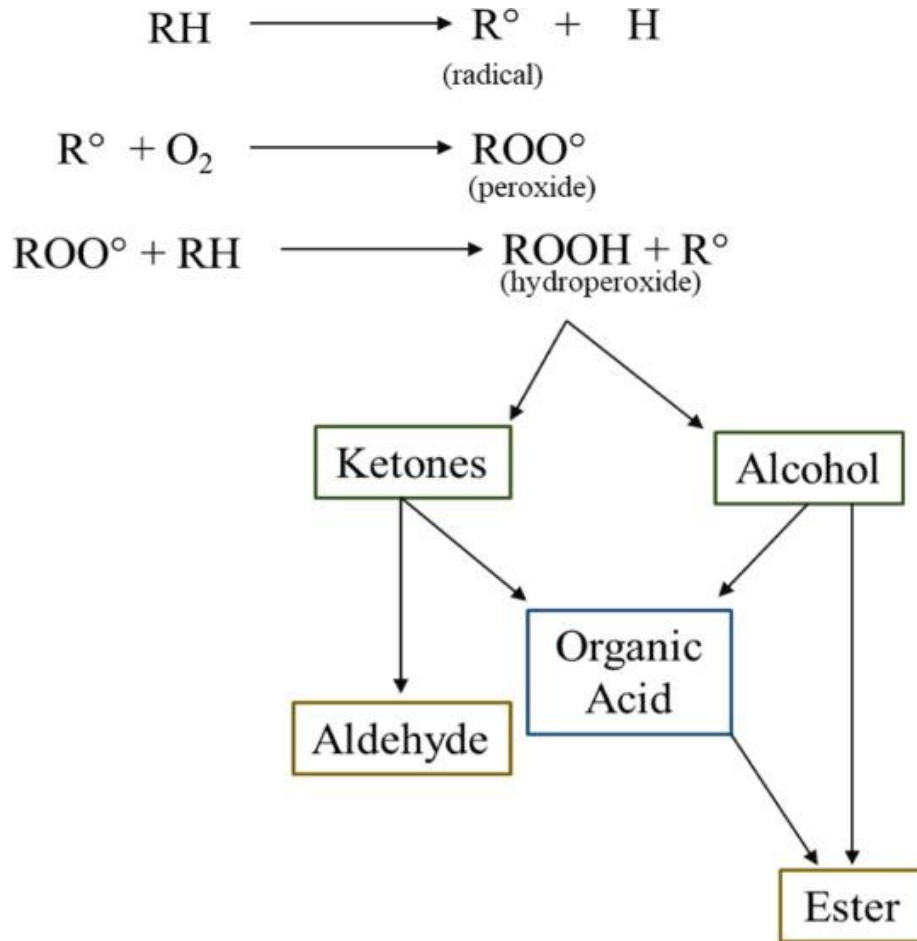 RH ⟶ R° + H
(radical)
R° + O₂ ⟶ ROO°
(peroxide)
ROO° + RH ⟶ ROOH + R°
(hydroperoxide)
Ketones
Alcohol
Organic
Acid
Aldehyde
Ester